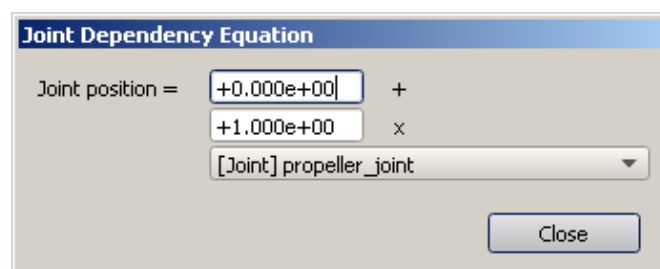 Joint Dependency Equation
Joint position = +0.000e+00 +
+1.000e+00 x
[Joint] propeller_joint
Close